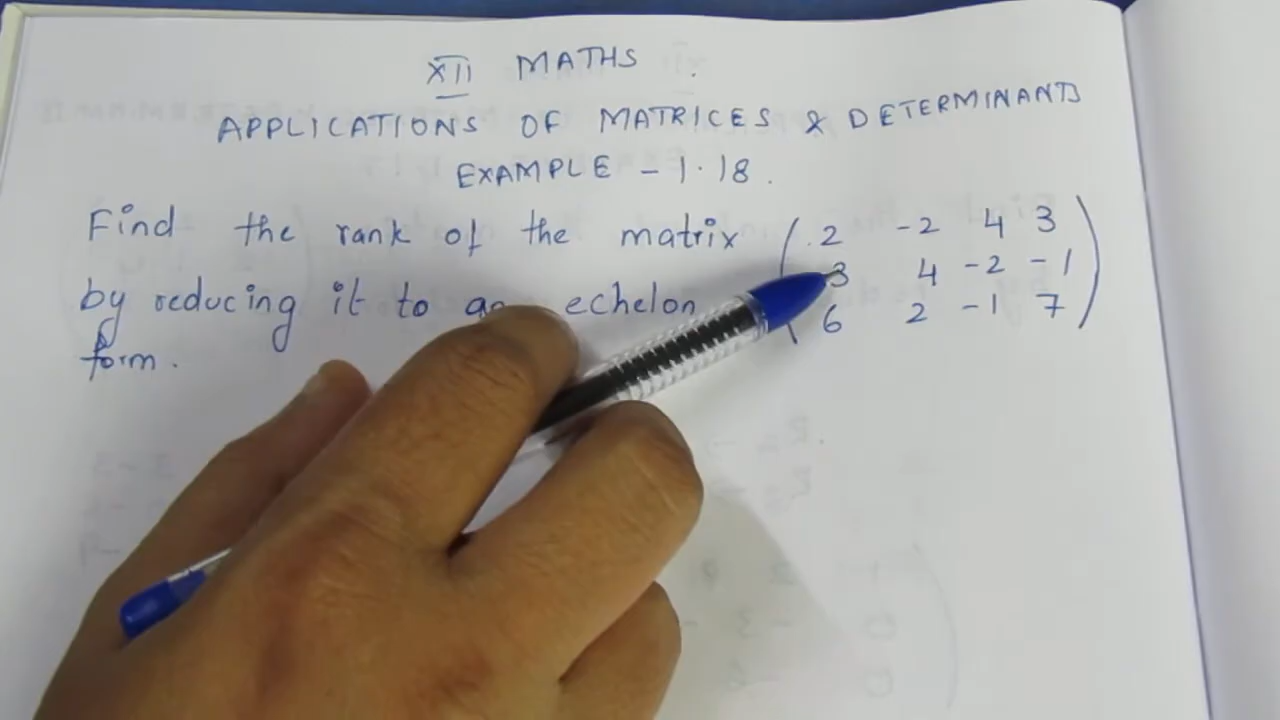 XII MATHS
APPLICATIONS OF MATRICES & DETERMINANTS
EXAMPLE - 1.18.
Find the rank of the matrix
by reducing it to an echelon
form.
2 -2 4 3
3 4 -2 -1
6 2 -1 7